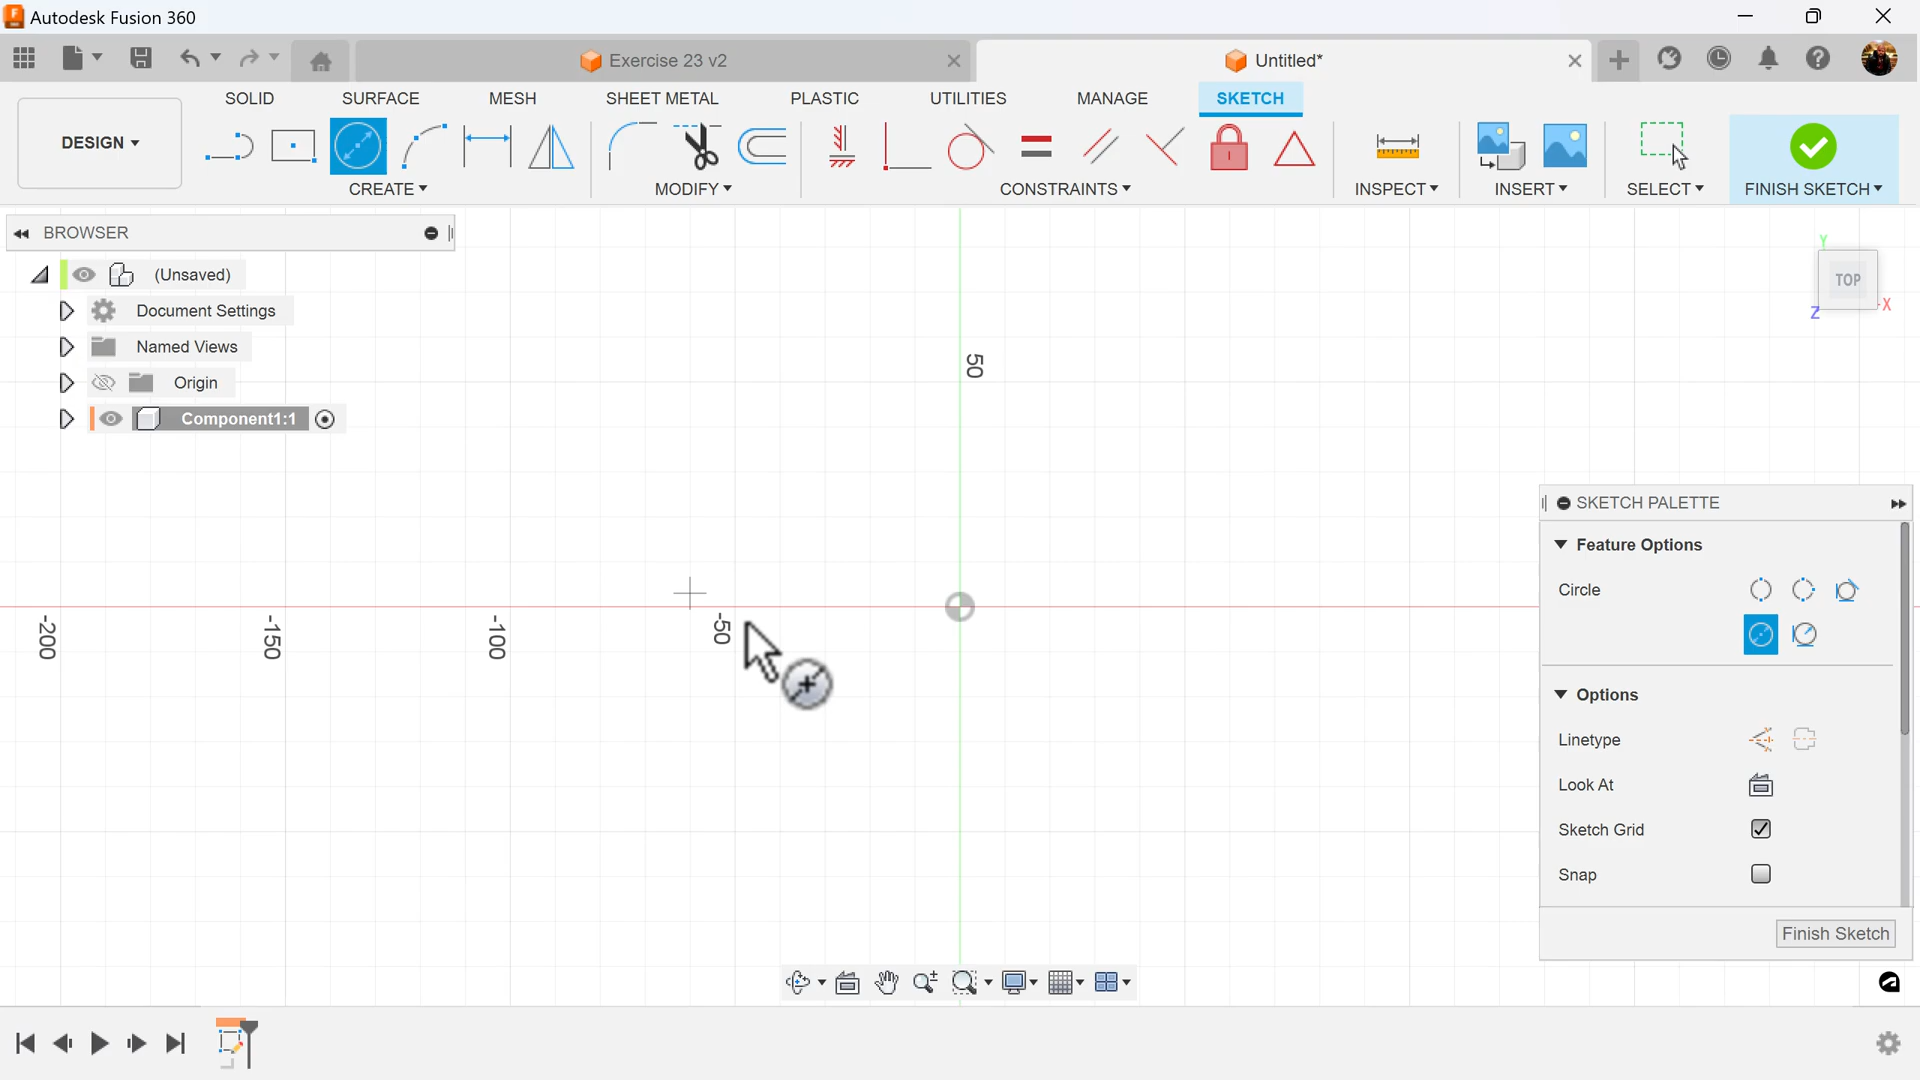 Autodesk Fusion 360
Exercise 23 v2
Untitled*
DESIGN
SOLID
SURFACE
MESH
SHEET METAL
PLASTIC
UTILITIES
MANAGE
SKETCH
CREATE
MODIFY
CONSTRAINTS
INSPECT
INSERT
SELECT
FINISH SKETCH
BROWSER
(Unsaved)
Document Settings
Named Views
Origin
Component1:1
Y
TOP
X
Z
50
-200
-150
-100
-50
SKETCH PALETTE
Feature Options
Circle
Options
Linetype
Look At
Sketch Grid
Snap
Finish Sketch